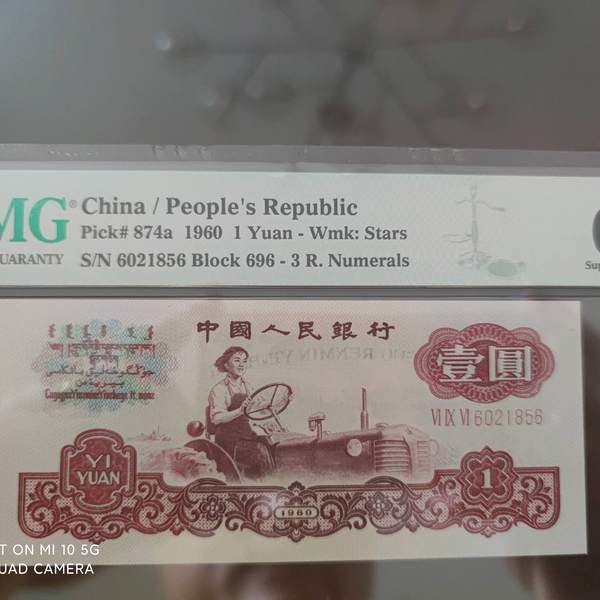 MG® China / People's Republic
Pick# 874a 1960 1 Yuan - Wmk: Stars
UARANTY S/N 6021856 Block 696 - 3 R. Numerals
Sup
中國人民銀行
壹圓
VI IX VI 6021856
YI
YUAN
1
1960
T ON MI 10 5G
UAD CAMERA